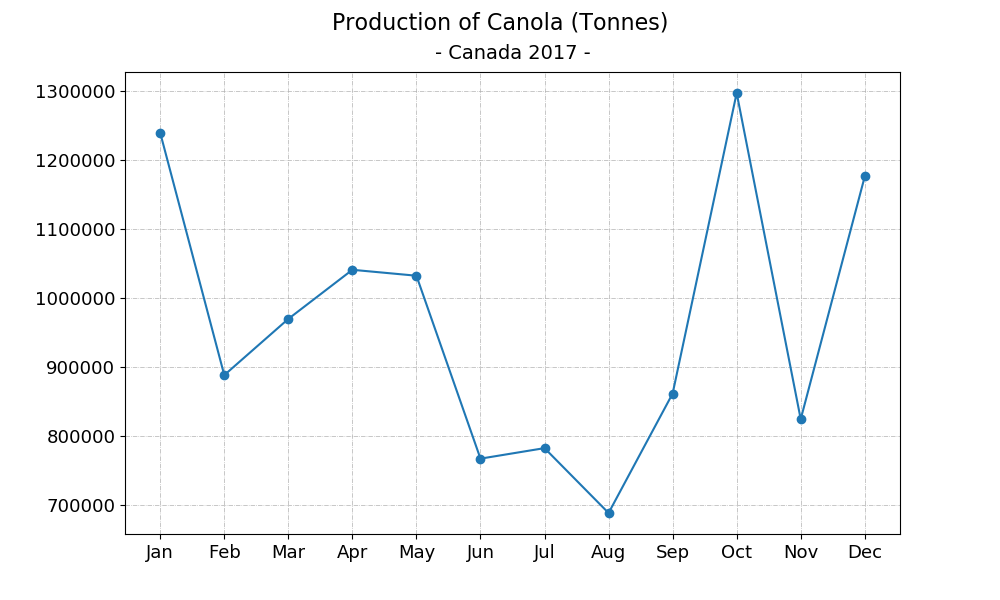 Production of Canola (Tonnes)
- Canada 2017 -
1300000
1200000
1100000
1000000
900000
800000
700000
Jan Feb Mar Apr May Jun Jul Aug Sep Oct Nov Dec